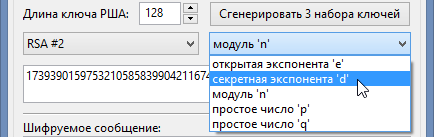 Длина ключа РША: 128 Сгенерировать 3 набора ключей
RSA #2 модуль 'n'
открытая экспонента 'e'
1739390159753210585839904211674
секретная экспонента 'd'
модуль 'n'
простое число 'p'
Шифруемое сообщение: простое число 'q'